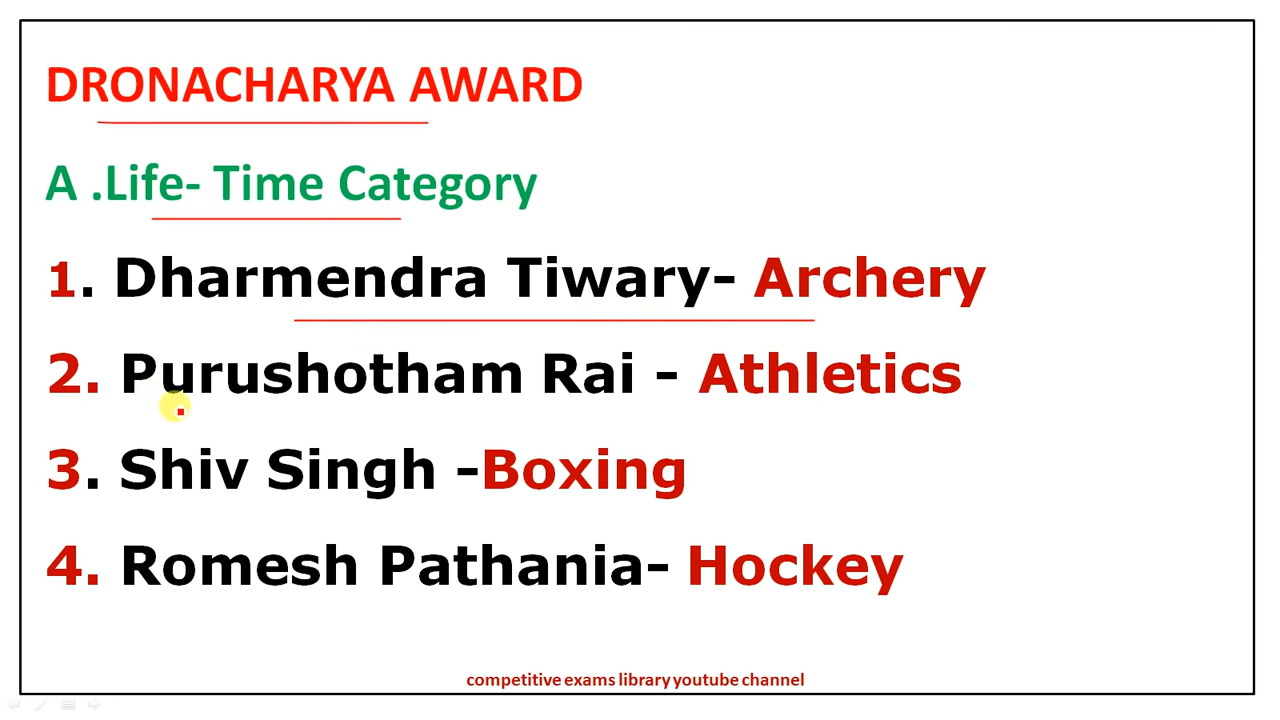 DRONACHARYA AWARD
A .Life- Time Category
1. Dharmendra Tiwary- Archery
2. Purushotham Rai - Athletics
3. Shiv Singh -Boxing
4. Romesh Pathania- Hockey
competitive exams library youtube channel